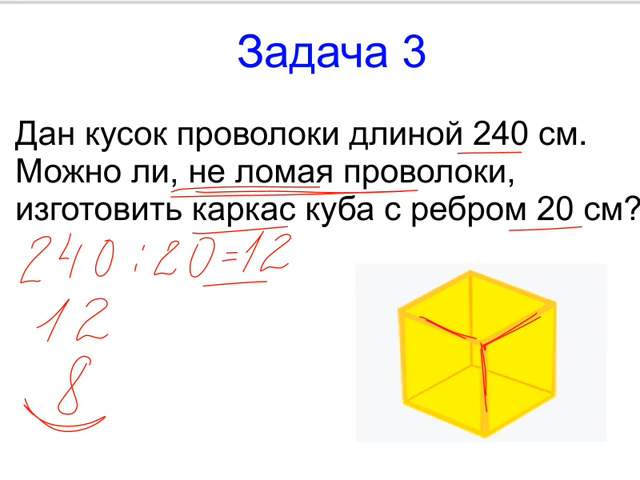 Задача 3
Дан кусок проволоки длиной 240 см.
Можно ли, не ломая проволоки,
изготовить каркас куба с ребром 20 см?
240 : 20 = 12
12
8